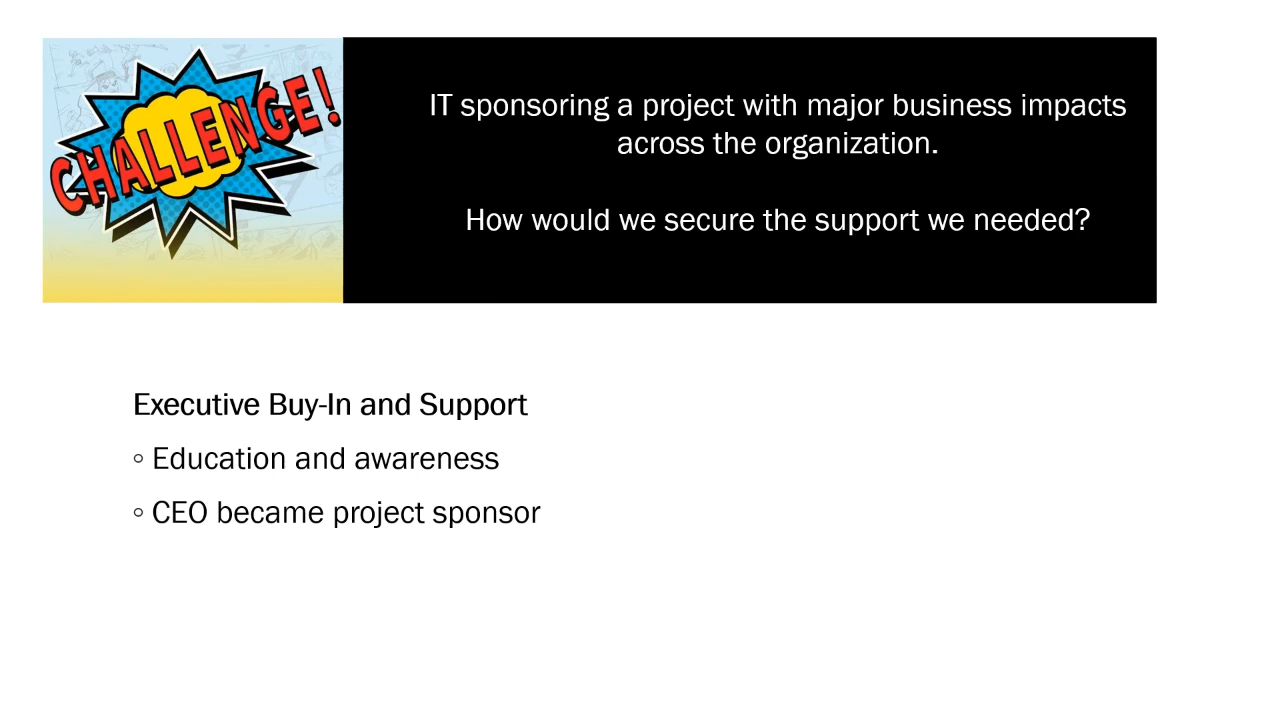 CHALLENGE!
IT sponsoring a project with major business impacts
across the organization.
How would we secure the support we needed?
Executive Buy-In and Support
◦ Education and awareness
◦ CEO became project sponsor